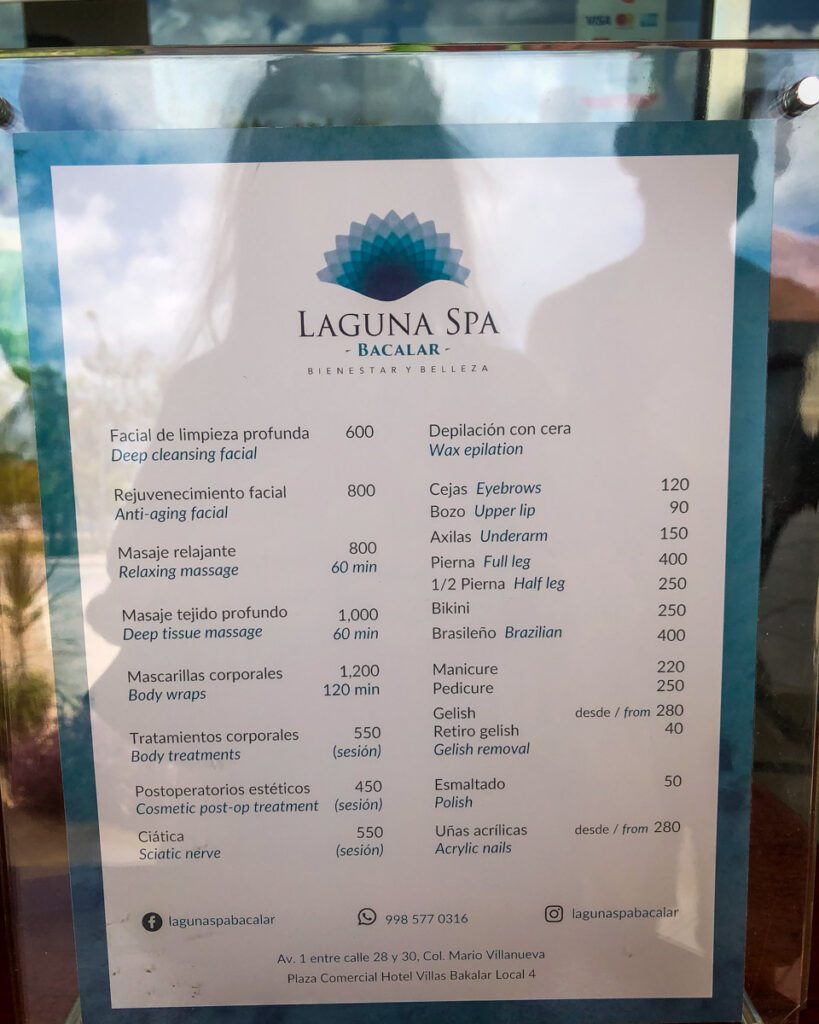 VISA
LAGUNA SPA
- BACALAR -
BIENESTAR Y BELLEZA
Facial de limpieza profunda 600
Deep cleansing facial
Rejuvenecimiento facial 800
Anti-aging facial
Masaje relajante 800
Relaxing massage 60 min
Masaje tejido profundo 1,000
Deep tissue massage 60 min
Mascarillas corporales 1,200
Body wraps 120 min
Tratamientos corporales 550
Body treatments (sesión)
Postoperatorios estéticos 450
Cosmetic post-op treatment (sesión)
Ciática 550
Sciatic nerve (sesión)
Depilación con cera
Wax epilation
Cejas Eyebrows 120
Bozo Upper lip 90
Axilas Underarm 150
Pierna Full leg 400
1/2 Pierna Half leg 250
Bikini 250
Brasileño Brazilian 400
Manicure 220
Pedicure 250
Gelish desde / from 280
Retiro gelish 40
Gelish removal
Esmaltado 50
Polish
Uñas acrílicas desde / from 280
Acrylic nails
lagunaspabacalar 998 577 0316 lagunaspabacalar
Av. 1 entre calle 28 y 30, Col. Mario Villanueva
Plaza Comercial Hotel Villas Bakalar Local 4